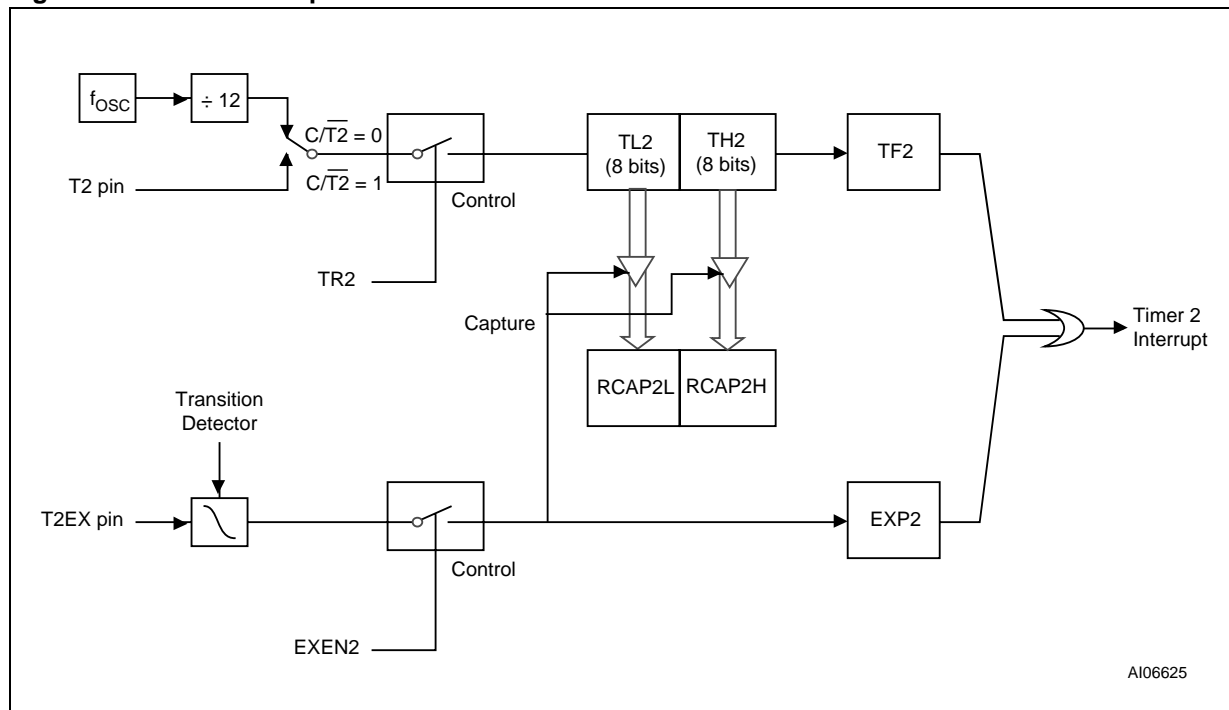 fOSC
÷ 12
C/T2 = 0
C/T2 = 1
T2 pin
Control
TR2
TL2
(8 bits)
TH2
(8 bits)
TF2
Capture
RCAP2L
RCAP2H
Timer 2
Interrupt
Transition
Detector
T2EX pin
Control
EXEN2
EXP2
AI06625